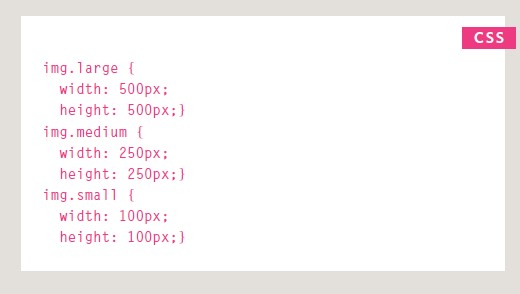 CSS
img.large {
width: 500px;
height: 500px;}
img.medium {
width: 250px;
height: 250px;}
img.small {
width: 100px;
height: 100px;}